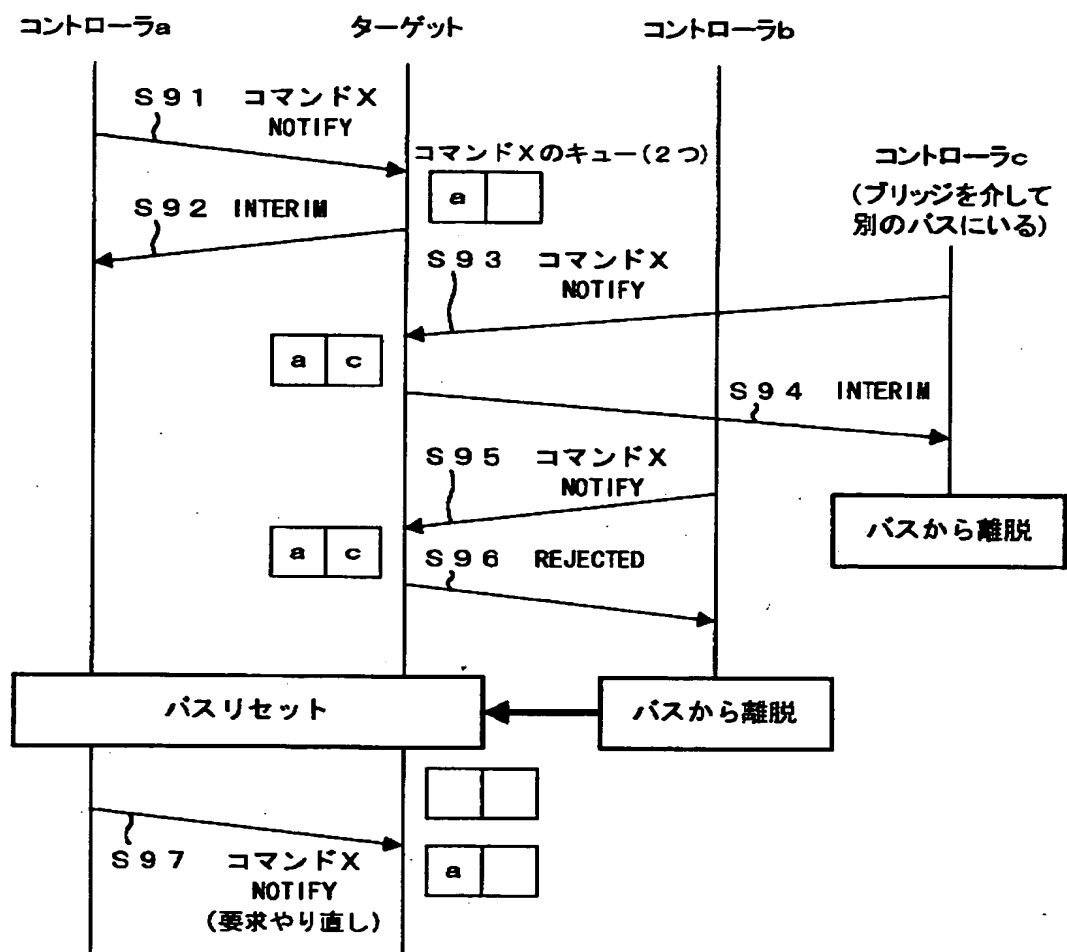 コントローラa
ターゲット
コントローラb
S91 コマンドX
NOTIFY
コマンドXのキュー(2つ)
a
コントローラc
(ブリッジを介して
別のバスにいる)
S92 INTERIM
S93 コマンドX
NOTIFY
a c
S94 INTERIM
S95 コマンドX
NOTIFY
バスから離脱
a c
S96 REJECTED
バスリセット
バスから離脱
S97 コマンドX
NOTIFY
(要求やり直し)
a